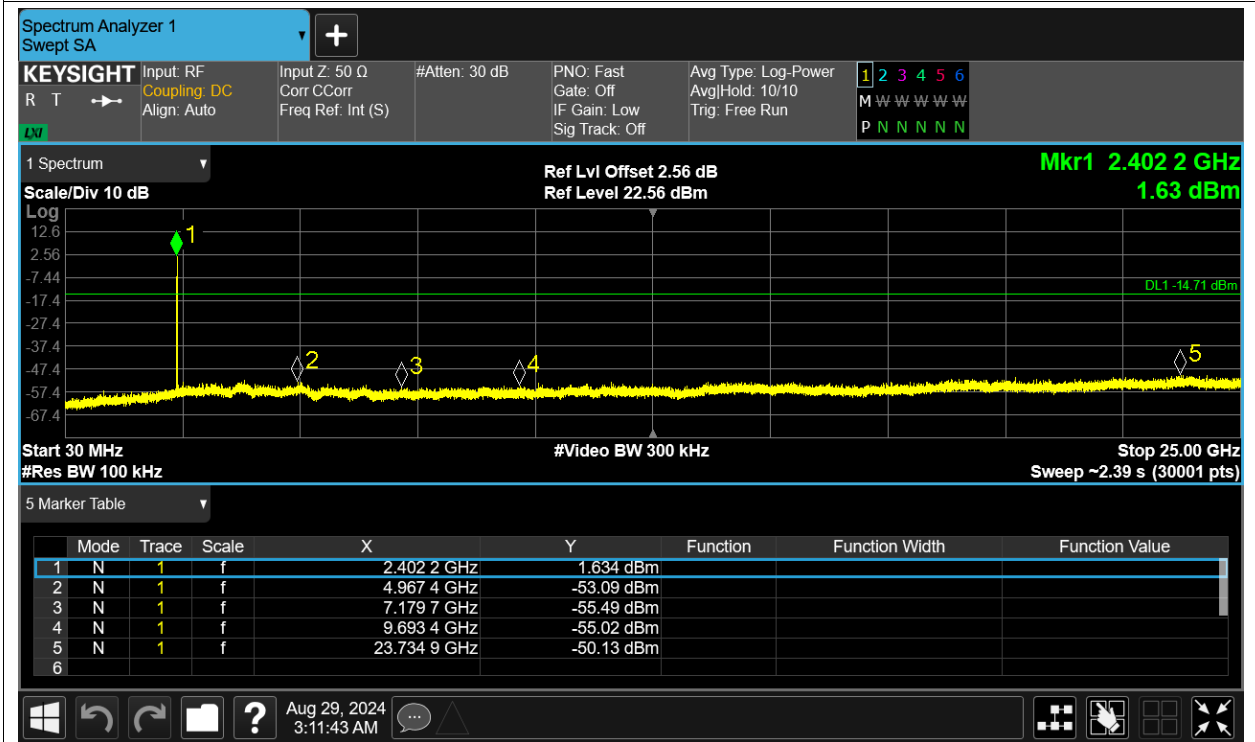 Spectrum Analyzer 1
Swept SA
KEYSIGHT
R T
LXI
Input: RF
Coupling: DC
Align: Auto
Input Z: 50 Ω
Corr CCorr
Freq Ref: Int (S)
#Atten: 30 dB
PNO: Fast
Gate: Off
IF Gain: Low
Sig Track: Off
Avg Type: Log-Power
Avg|Hold: 10/10
Trig: Free Run
1 2 3 4 5 6
M W W W W W
P N N N N N
1 Spectrum
Scale/Div 10 dB
Ref Lvl Offset 2.56 dB
Ref Level 22.56 dBm
Mkr1 2.402 2 GHz
1.63 dBm
Log
12.6
2.56
-7.44
-17.4
-27.4
-37.4
-47.4
-57.4
-67.4
1
2
3
4
5
DL1 -14.71 dBm
Start 30 MHz
#Video BW 300 kHz
Stop 25.00 GHz
#Res BW 100 kHz
Sweep ~2.39 s (30001 pts)
5 Marker Table
Mode Trace Scale X Y Function Function Width Function Value
1 N 1 f 2.402 2 GHz 1.634 dBm
2 N 1 f 4.967 4 GHz -53.09 dBm
3 N 1 f 7.179 7 GHz -55.49 dBm
4 N 1 f 9.693 4 GHz -55.02 dBm
5 N 1 f 23.734 9 GHz -50.13 dBm
6
?
Aug 29, 2024
3:11:43 AM